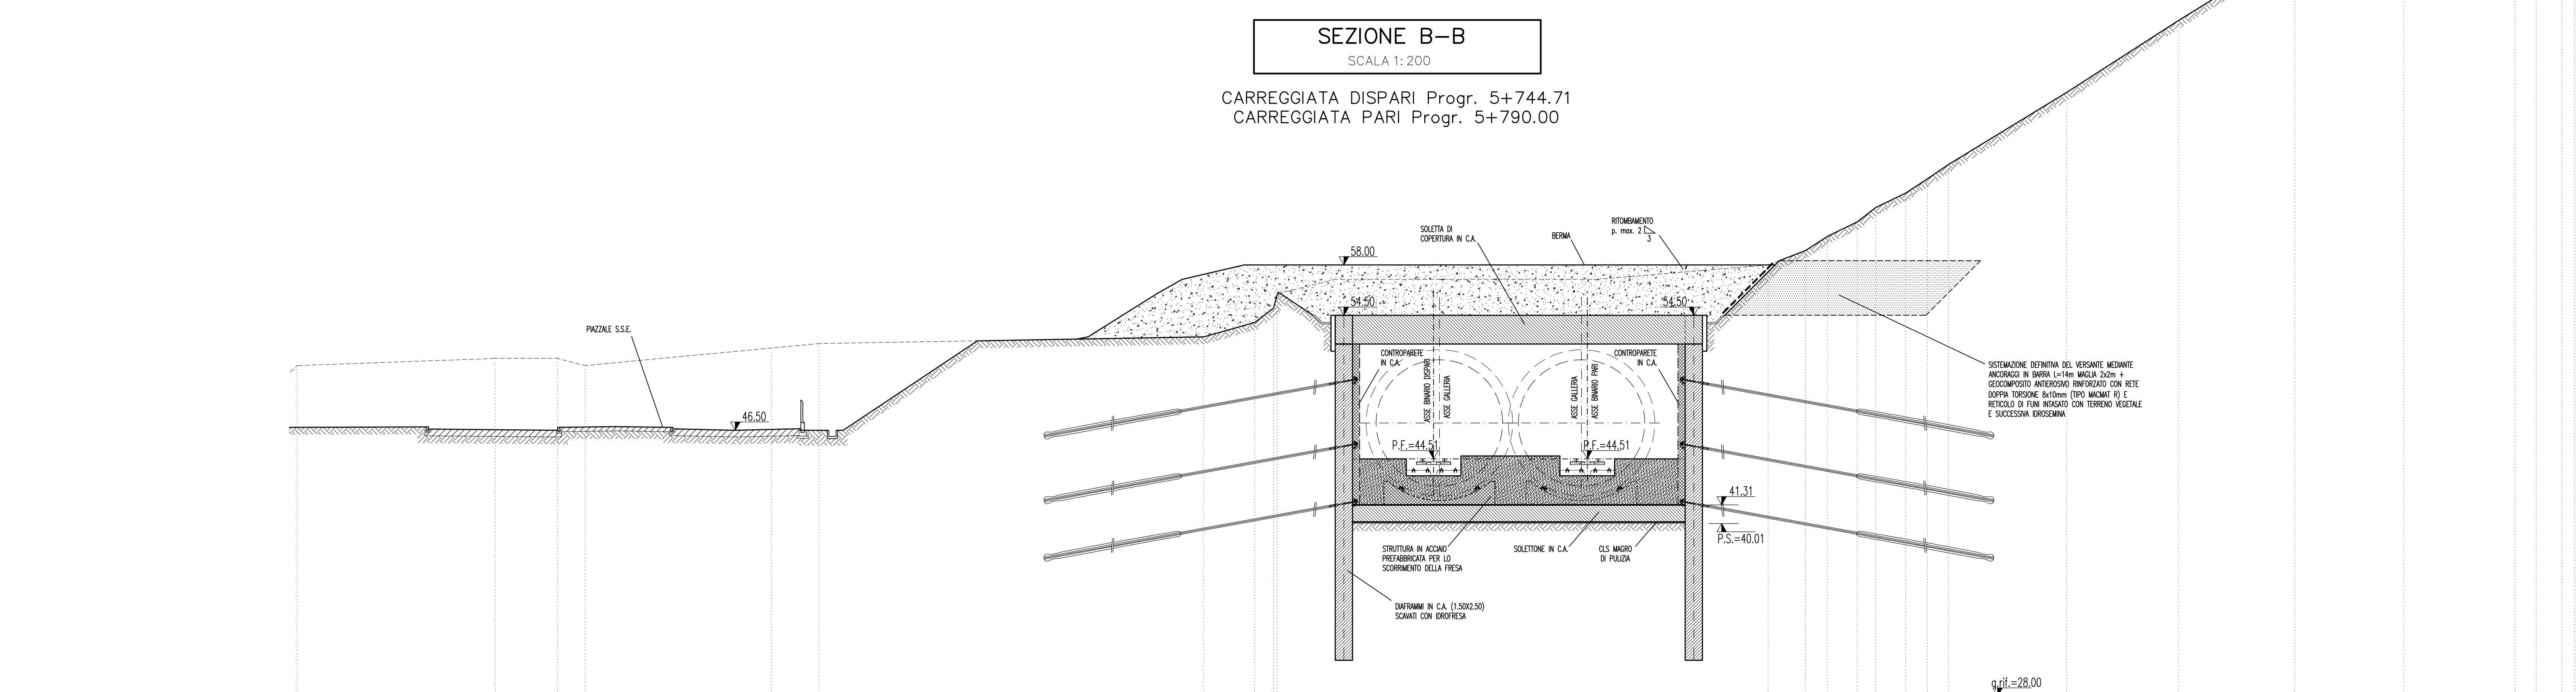 SEZIONE B-B
SCALA 1:200
CARREGGIATA DISPARI Progr. 5+744.71
CARREGGIATA PARI Progr. 5+790.00
RITOMBAMENTO
p. max. 2
3
SOLETTA DI
COPERTURA IN C.A.
BERMA
58.00
54.50
54.50
PIAZZALE S.S.E.
46.50
CONTROPARETE
IN C.A.
CONTROPARETE
IN C.A.
ASSE BINARIO DISPARI
ASSE GALLERIA
ASSE GALLERIA
ASSE BINARIO PARI
P.F.=44.51
P.F.=44.51
SISTEMAZIONE DEFINITIVA DEL VERSANTE MEDIANTE
ANCORAGGI IN BARRA L=14m MAGLIA 2x2m +
GEOCOMPOSITO ANTIEROSIVO RINFORZATO CON RETE
DOPPIA TORSIONE 8x10mm (TIPO MACMAT R) E
RETICOLO DI FUNI INTASATO CON TERRENO VEGETALE
E SUCCESSIVA IDROSEMINA
41.31
P.S.=40.01
STRUTTURA IN ACCIAIO
PREFABBRICATA PER LO
SCORRIMENTO DELLA FRESA
SOLETTONE IN C.A.
CLS MAGRO
DI PULIZIA
DIAFRAMMI IN C.A. (1.50X2.50)
SCAVATI CON IDROFRESA
q.rif.=28.00